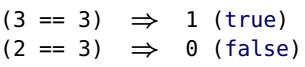 (3 == 3) ⇒ 1 (true)
(2 == 3) ⇒ 0 (false)